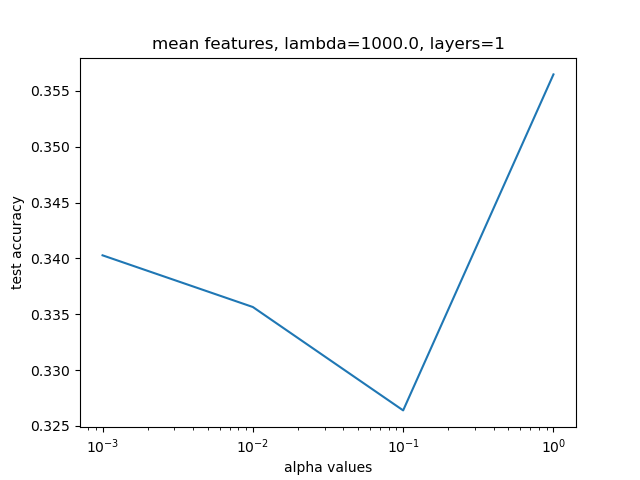 mean features, lambda=1000.0, layers=1
0.355
0.350
0.345
0.340
0.335
0.330
0.325
test accuracy
10⁻³ 10⁻² 10⁻¹ 10⁰
alpha values